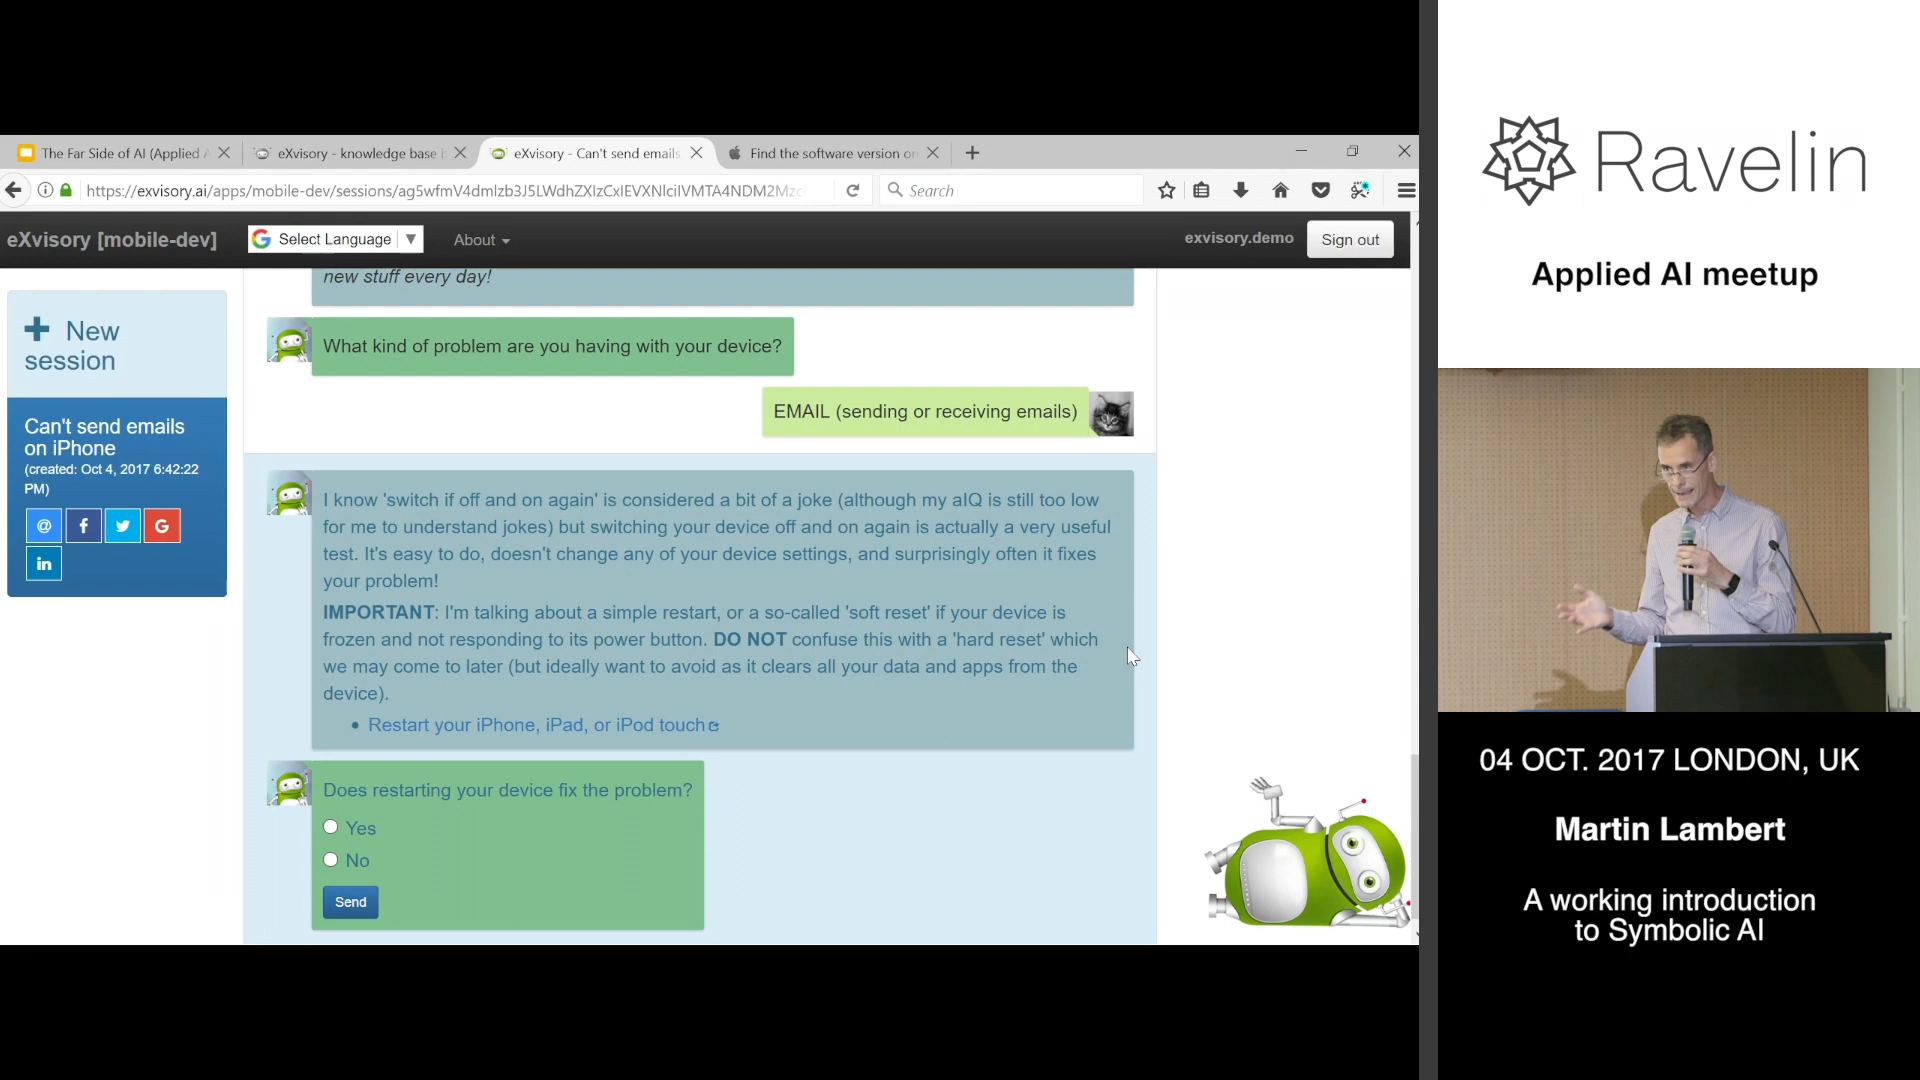 The Far Side of AI (Applied A
eXvisory - knowledge base
eXvisory - Can't send emails
Find the software version on
https://exvisory.ai/apps/mobile-dev/sessions/
Search
eXvisory [mobile-dev]
Select Language
About
exvisory.demo
Sign out
New
session
Can't send emails
on iPhone
(created: Oct 4, 2017 6:42:22
PM)
@
f
G
in
new stuff every day!
What kind of problem are you having with your device?
EMAIL (sending or receiving emails)
I know 'switch if off and on again' is considered a bit of a joke (although my aIQ is still too low
for me to understand jokes) but switching your device off and on again is actually a very useful
test. It's easy to do, doesn't change any of your device settings, and surprisingly often it fixes
your problem!
IMPORTANT: I'm talking about a simple restart, or a so-called 'soft reset' if your device is
frozen and not responding to its power button. DO NOT confuse this with a 'hard reset' which
we may come to later (but ideally want to avoid as it clears all your data and apps from the
device).
Restart your iPhone, iPad, or iPod touch
Does restarting your device fix the problem?
Yes
No
Send
Ravelin
Applied AI meetup
04 OCT. 2017 LONDON, UK
Martin Lambert
A working introduction
to Symbolic AI